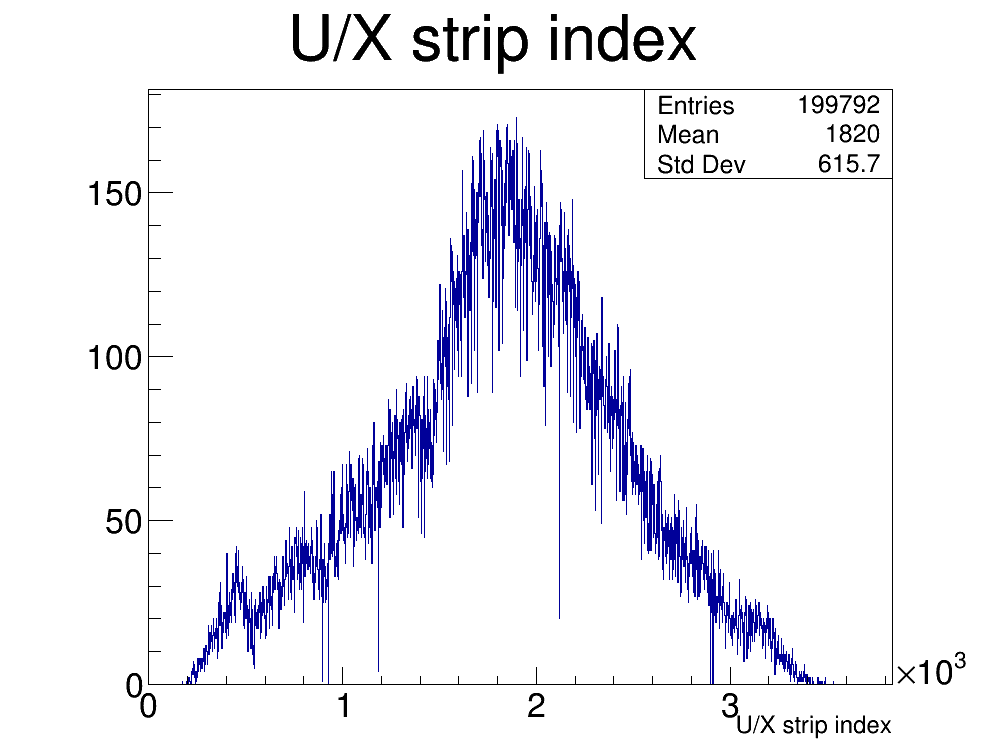 U/X strip index
Entries 199792
Mean 1820
Std Dev 615.7
150
100
50
0
0 1 2 3
×10³
U/X strip index